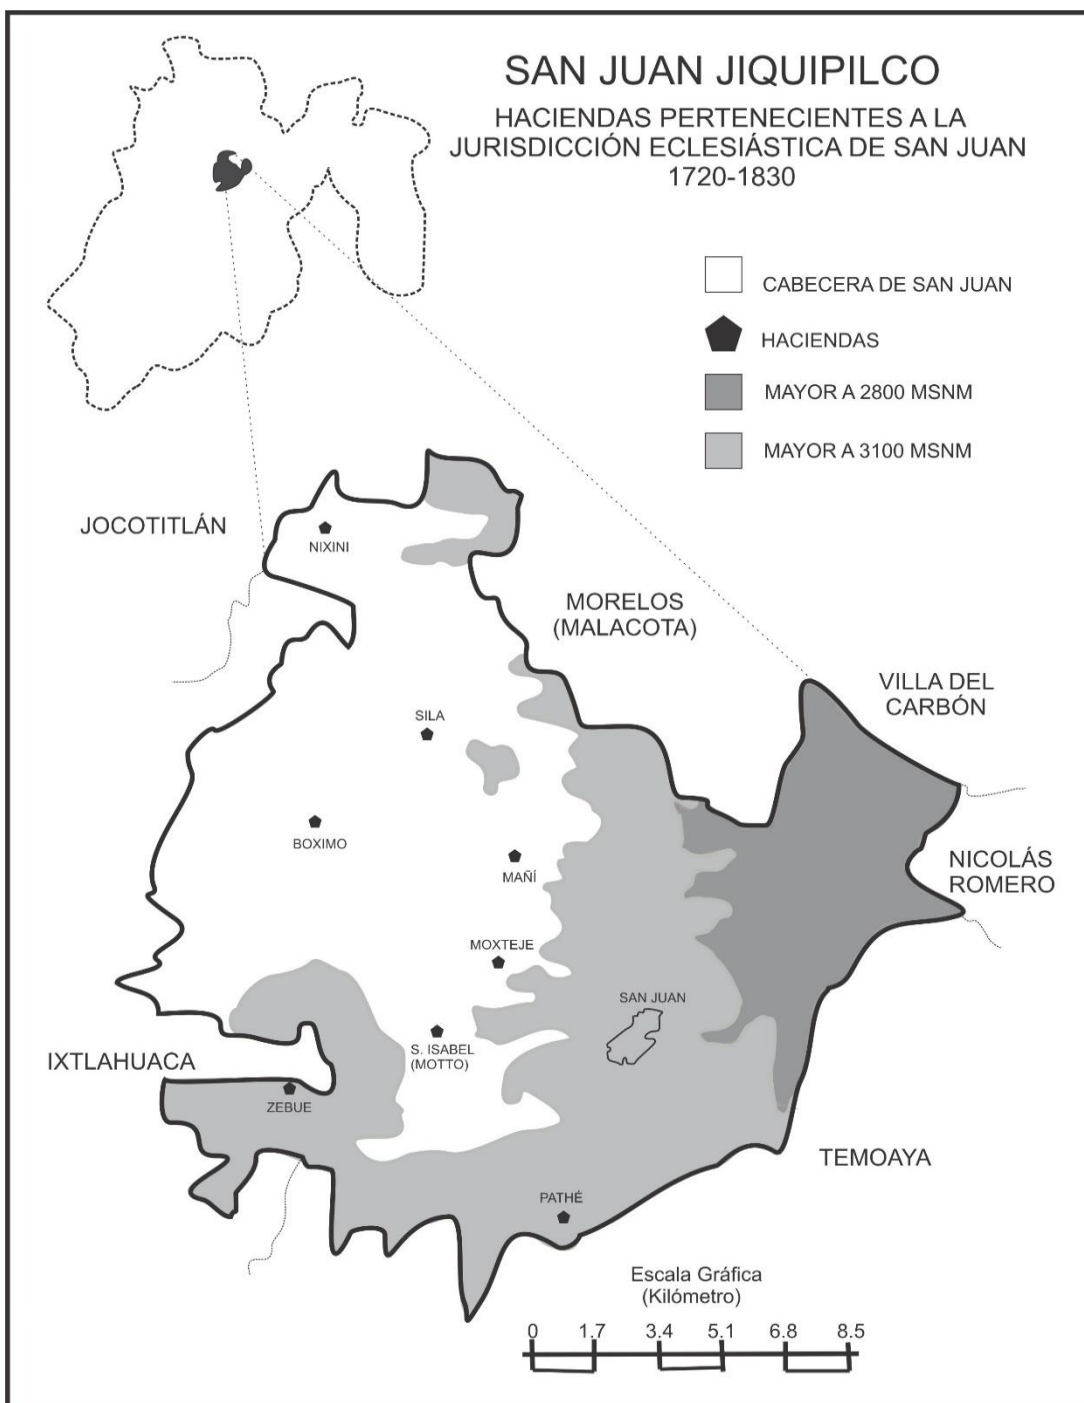 SAN JUAN JIQUIPILCO
HACIENDAS PERTENECIENTES A LA
JURISDICCIÓN ECLESIÁSTICA DE SAN JUAN
1720-1830
CABECERA DE SAN JUAN
HACIENDAS
MAYOR A 2800 MSNM
MAYOR A 3100 MSNM
JOCOTITLÁN
NIXINI
MORELOS
(MALACOTA)
VILLA DEL
CARBÓN
SILA
BOXIMO
MAÑÍ
NICOLÁS
ROMERO
MOXTEJE
SAN JUAN
IXTLAHUACA
S. ISABEL
(MOTTO)
ZEBUE
TEMOAYA
PATHÉ
Escala Gráfica
(Kilómetro)
0 1.7 3.4 5.1 6.8 8.5